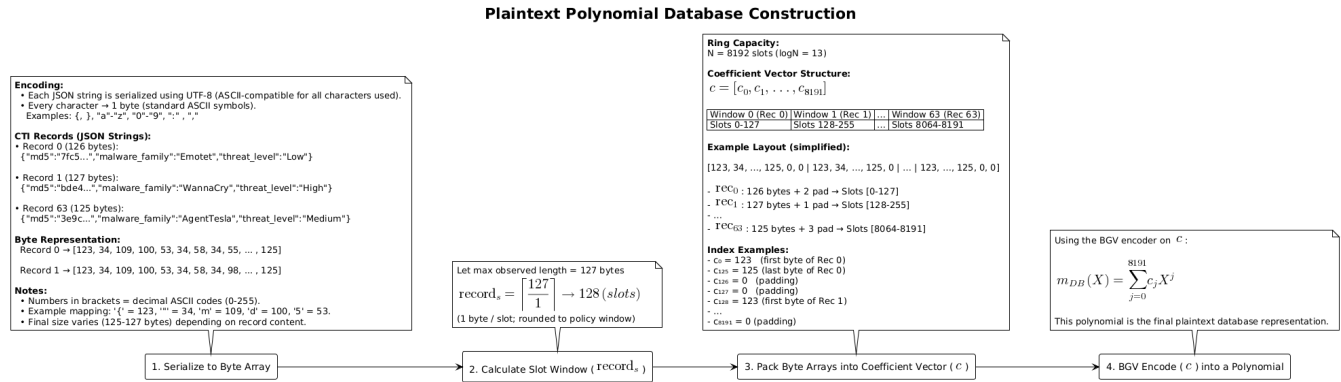 Plaintext Polynomial Database Construction
Encoding:
• Each JSON string is serialized using UTF-8 (ASCII-compatible for all characters used).
• Every character → 1 byte (standard ASCII symbols).
Examples: {, }, "a"-"z", "0"-"9", ":" , ","
CTI Records (JSON Strings):
• Record 0 (126 bytes):
{"md5":"7fc5...","malware_family":"Emotet","threat_level":"Low"}
• Record 1 (127 bytes):
{"md5":"bde4...","malware_family":"WannaCry","threat_level":"High"}
• Record 63 (125 bytes):
{"md5":"3e9c...","malware_family":"AgentTesla","threat_level":"Medium"}
Byte Representation:
Record 0 → [123, 34, 109, 100, 53, 34, 58, 34, 55, ... , 125]
Record 1 → [123, 34, 109, 100, 53, 34, 58, 34, 98, ... , 125]
Notes:
• Numbers in brackets = decimal ASCII codes (0-255).
• Example mapping: '{' = 123, '"' = 34, 'm' = 109, 'd' = 100, '5' = 53.
• Final size varies (125-127 bytes) depending on record content.
1. Serialize to Byte Array
Let max observed length = 127 bytes
record_s = ⌈127/1⌉ → 128 (slots)
(1 byte / slot; rounded to policy window)
2. Calculate Slot Window ( record_s )
Ring Capacity:
N = 8192 slots (logN = 13)
Coefficient Vector Structure:
c = [c₀, c₁, . . . , c₈₁₉₁]
Window 0 (Rec 0) Window 1 (Rec 1) ... Window 63 (Rec 63)
Slots 0-127 Slots 128-255 ... Slots 8064-8191
Example Layout (simplified):
[123, 34, ..., 125, 0, 0 | 123, 34, ..., 125, 0 | ... | 123, ..., 125, 0, 0]
- rec₀ : 126 bytes + 2 pad → Slots [0-127]
- rec₁ : 127 bytes + 1 pad → Slots [128-255]
- ...
- rec₆₃ : 125 bytes + 3 pad → Slots [8064-8191]
Index Examples:
- c₀ = 123 (first byte of Rec 0)
- c₁₂₅ = 125 (last byte of Rec 0)
- c₁₂₆ = 0 (padding)
- c₁₂₇ = 0 (padding)
- c₁₂₈ = 123 (first byte of Rec 1)
- ...
- c₈₁₉₁ = 0 (padding)
3. Pack Byte Arrays into Coefficient Vector ( c )
Using the BGV encoder on c :
m_DB(X) = ∑_{j=0}^{8191} c_j X^j
This polynomial is the final plaintext database representation.
4. BGV Encode ( c ) into a Polynomial